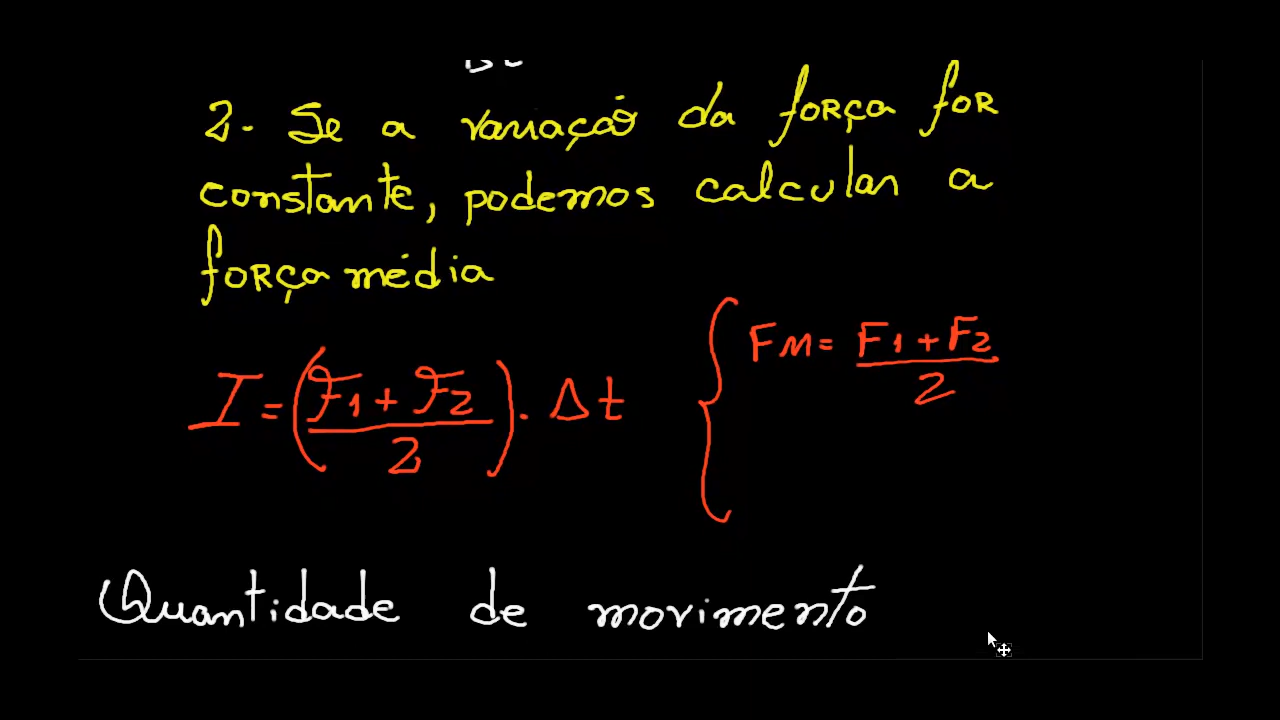 2- Se a variação da força for
constante, podemos calcular a
força média
I = (F1 + F2 / 2) . Δt { FM = F1 + F2 / 2
Quantidade de movimento